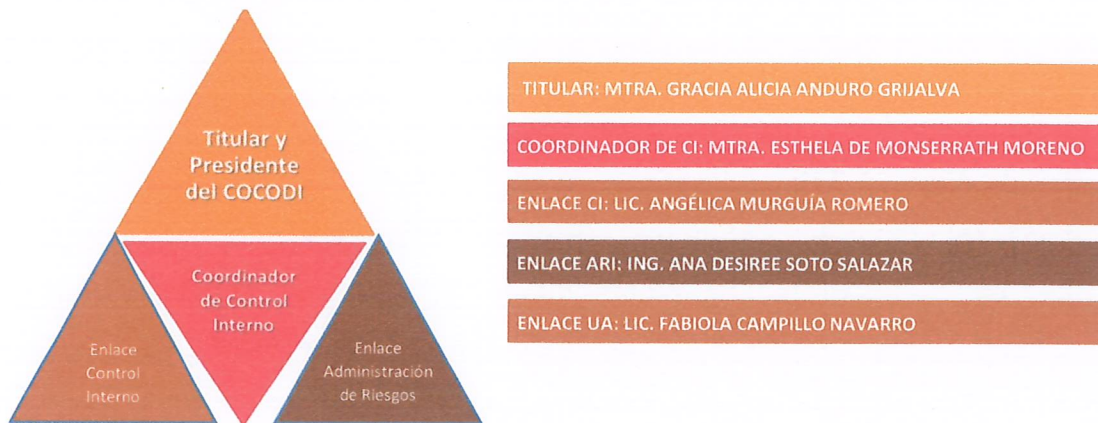 Titular y
Presidente
del COCODI
Coordinador
de Control
Interno
Enlace
Control
Interno
Enlace
Administración
de Riesgos
TITULAR: MTRA. GRACIA ALICIA ANDURO GRIJALVA
COORDINADOR DE CI: MTRA. ESTHELA DE MONSERRATH MORENO
ENLACE CI: LIC. ANGÉLICA MURGUÍA ROMERO
ENLACE ARI: ING. ANA DESIREE SOTO SALAZAR
ENLACE UA: LIC. FABIOLA CAMPILLO NAVARRO